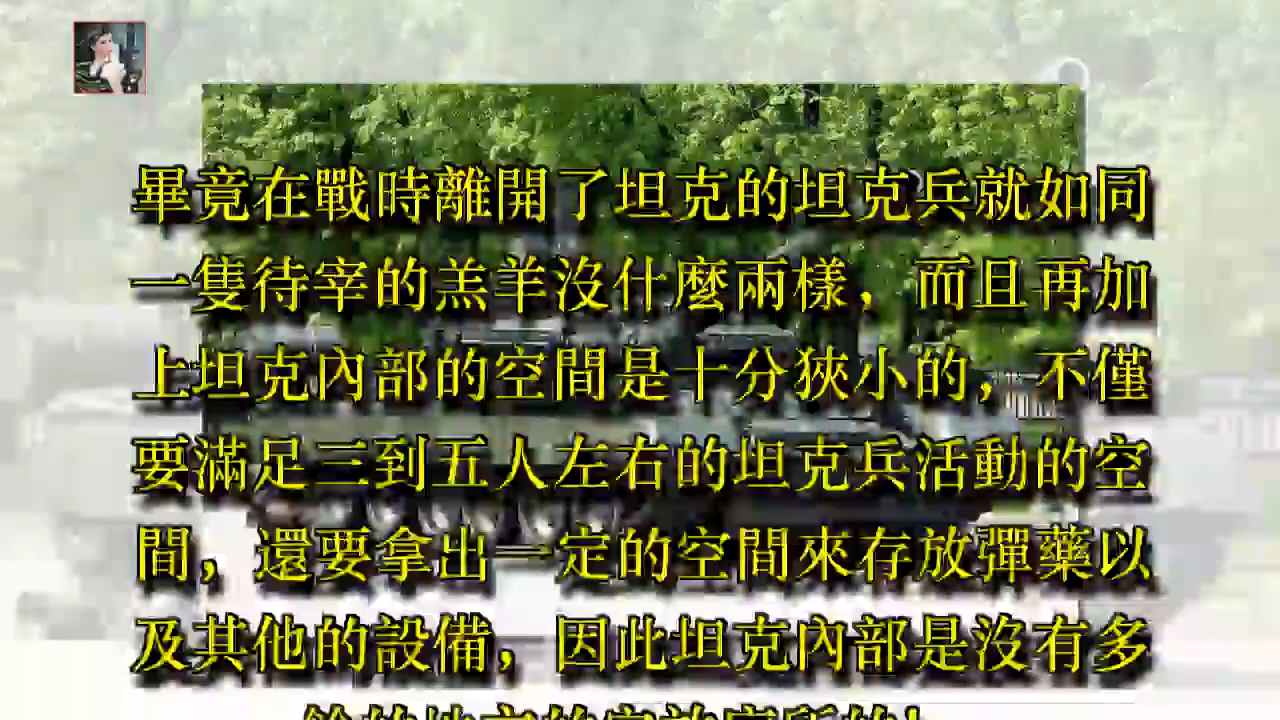 畢竟在戰時離開了坦克的坦克兵就如同
一隻待宰的羔羊沒什麼兩樣，而且再加
上坦克內部的空間是十分狹小的，不僅
要滿足三到五人左右的坦克兵活動的空
間，還要拿出一定的空間來存放彈藥以
及其他的設備，因此坦克內部是沒有多